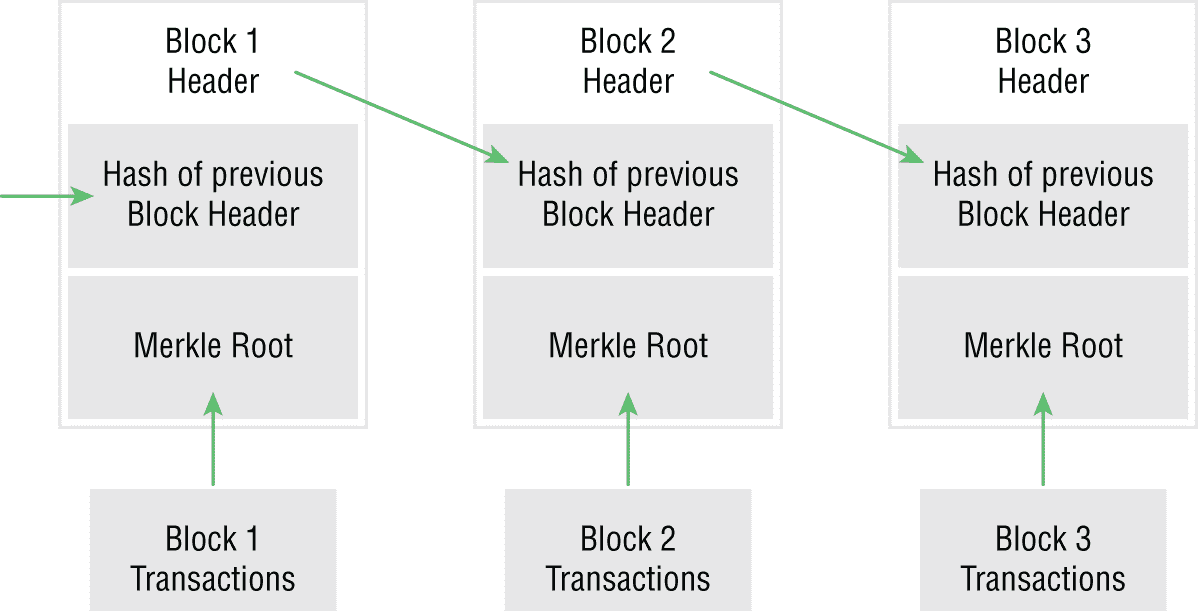 Block 1
Header
Hash of previous
Block Header
Merkle Root
Block 1
Transactions
Block 2
Header
Hash of previous
Block Header
Merkle Root
Block 2
Transactions
Block 3
Header
Hash of previous
Block Header
Merkle Root
Block 3
Transactions